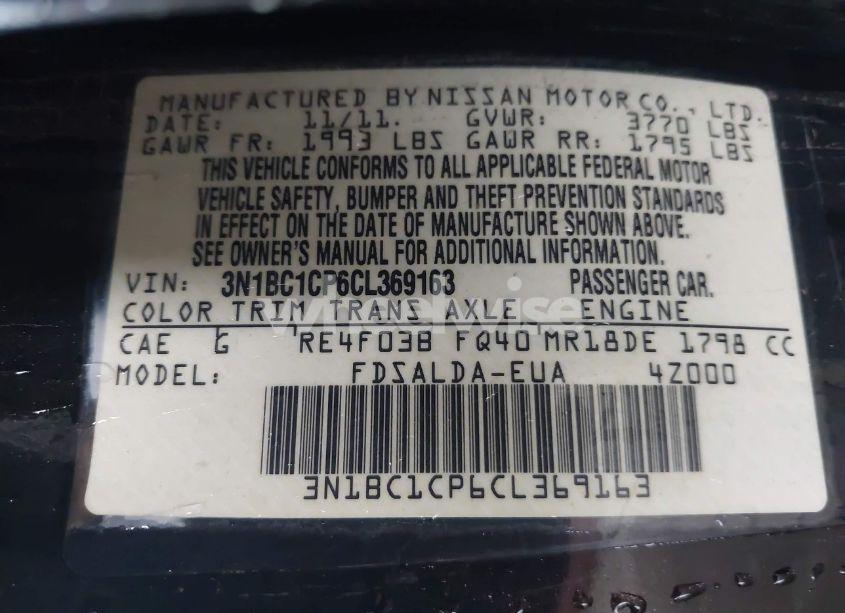 MANUFACTURED BY NISSAN MOTOR CO., LTD.
DATE: 11/11. GVWR: 3770 LBS
GAWR FR: 1993 LBS GAWR RR: 1795 LBS
THIS VEHICLE CONFORMS TO ALL APPLICABLE FEDERAL MOTOR
VEHICLE SAFETY, BUMPER AND THEFT PREVENTION STANDARDS
IN EFFECT ON THE DATE OF MANUFACTURE SHOWN ABOVE.
SEE OWNER'S MANUAL FOR ADDITIONAL INFORMATION.
VIN: 3N1BC1CP6CL369163 PASSENGER CAR.
COLOR TRIM TRANS AXLE ENGINE
wheelwise
CAE G RE4F03B FQ40 MR18DE 1798 CC
MODEL: FDSALDA-EUA 4Z000
3N1BC1CP6CL369163